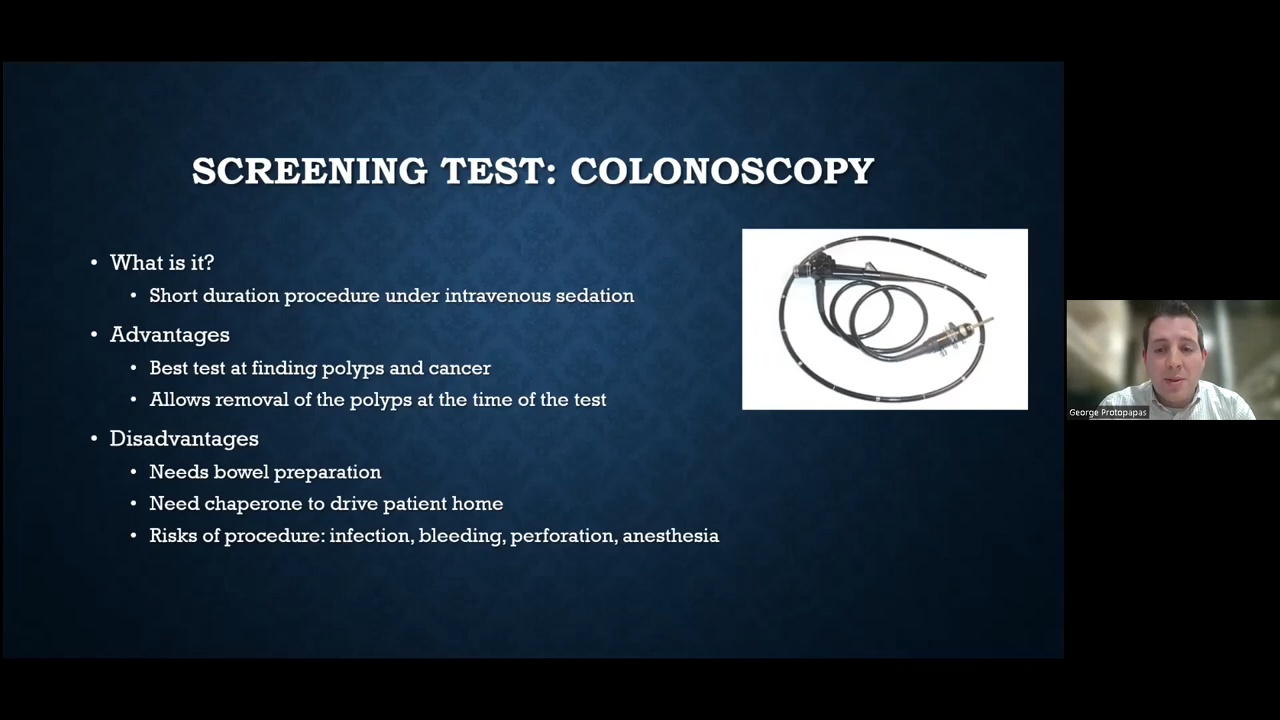 SCREENING TEST: COLONOSCOPY
• What is it?
• Short duration procedure under intravenous sedation
• Advantages
• Best test at finding polyps and cancer
• Allows removal of the polyps at the time of the test
• Disadvantages
• Needs bowel preparation
• Need chaperone to drive patient home
• Risks of procedure: infection, bleeding, perforation, anesthesia
George Protopapas